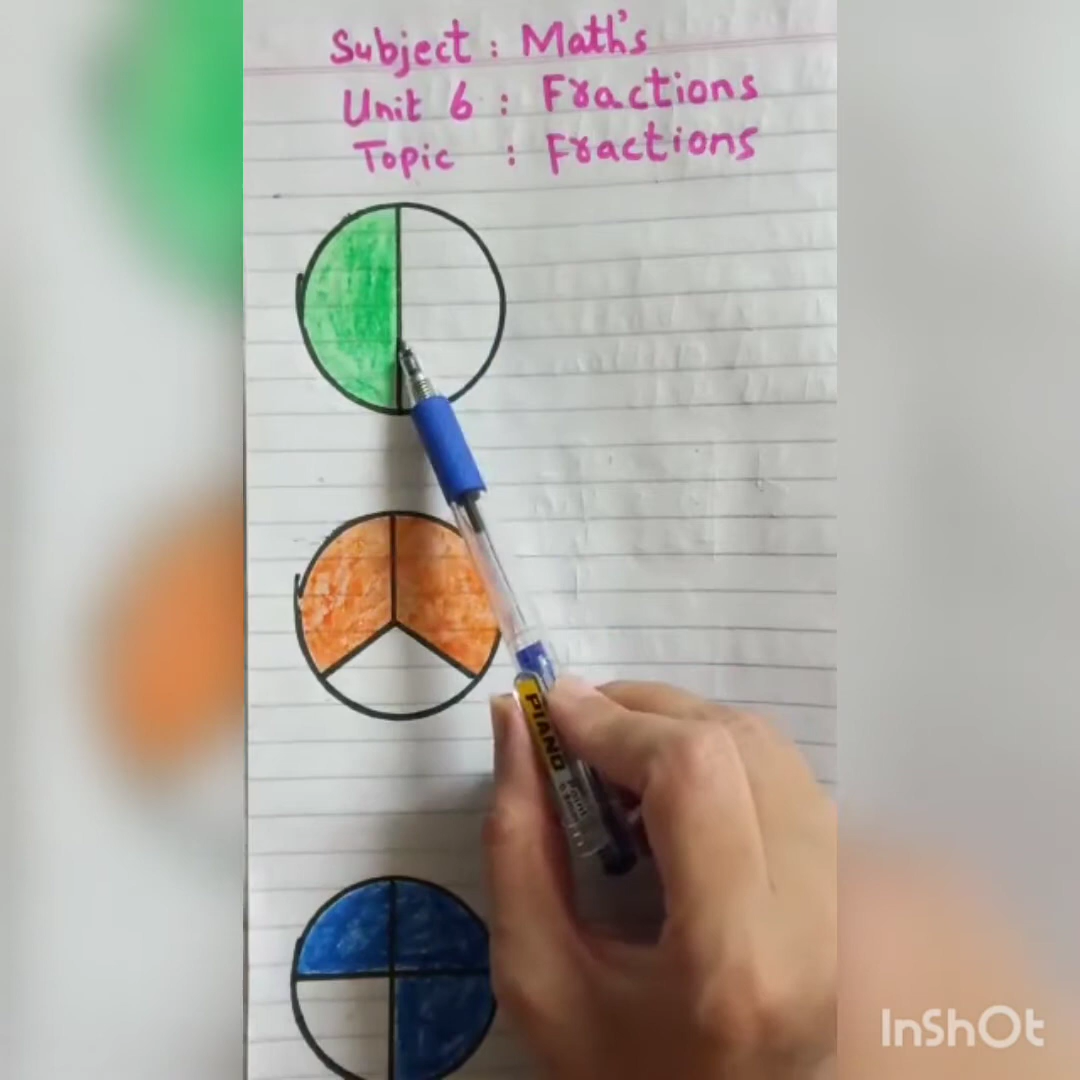 Subject : Math's
Unit 6 : Fractions
Topic : Fractions
PIANO
InShOt